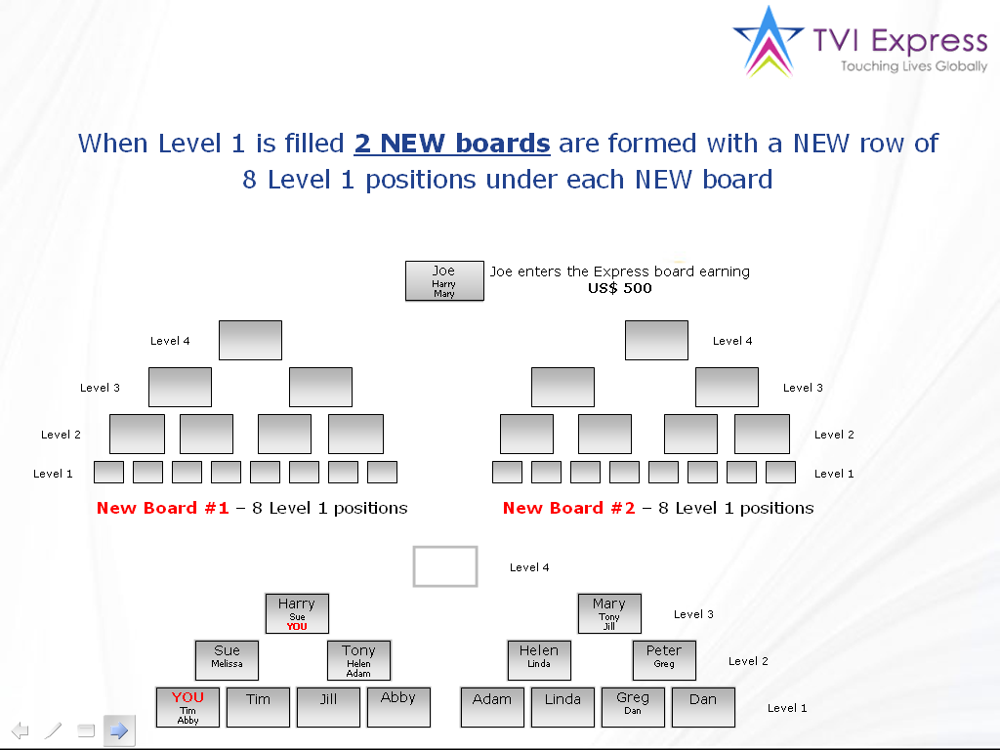 TVI Express
Touching Lives Globally
When Level 1 is filled 2 NEW boards are formed with a NEW row of
8 Level 1 positions under each NEW board
Joe
Harry
Mary
Joe enters the Express board earning
US$ 500
Level 4
Level 4
Level 3
Level 3
Level 2
Level 2
Level 1
Level 1
New Board #1 – 8 Level 1 positions
New Board #2 – 8 Level 1 positions
Level 4
Harry
Sue
YOU
Mary
Tony
Jill
Level 3
Sue
Melissa
Tony
Helen
Adam
Helen
Linda
Peter
Greg
Level 2
YOU
Tim
Abby
Tim
Jill
Abby
Adam
Linda
Greg
Dan
Dan
Level 1